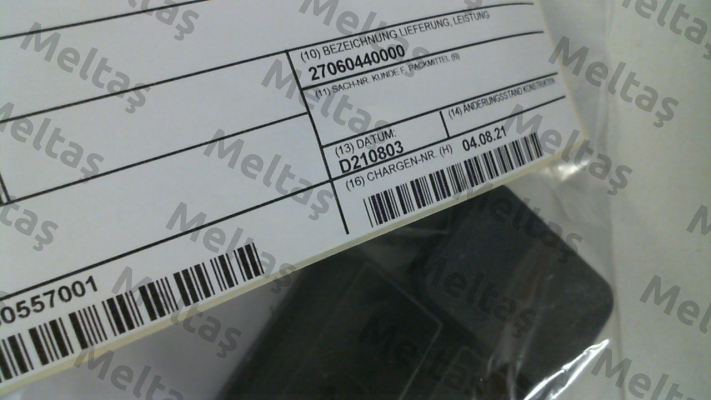 (10) BEZEICHNUNG LIEFERUNG, LEISTUNG
27060440000
(11) SACH-NR. KUNDE F. PACKMITTEL (B)
(13) DATUM:
D210803
(14) ÄNDERUNGSSTAND KONSTRUKTION
(16) CHARGEN-NR. (H) 04.08.21
0557001
Meltaş